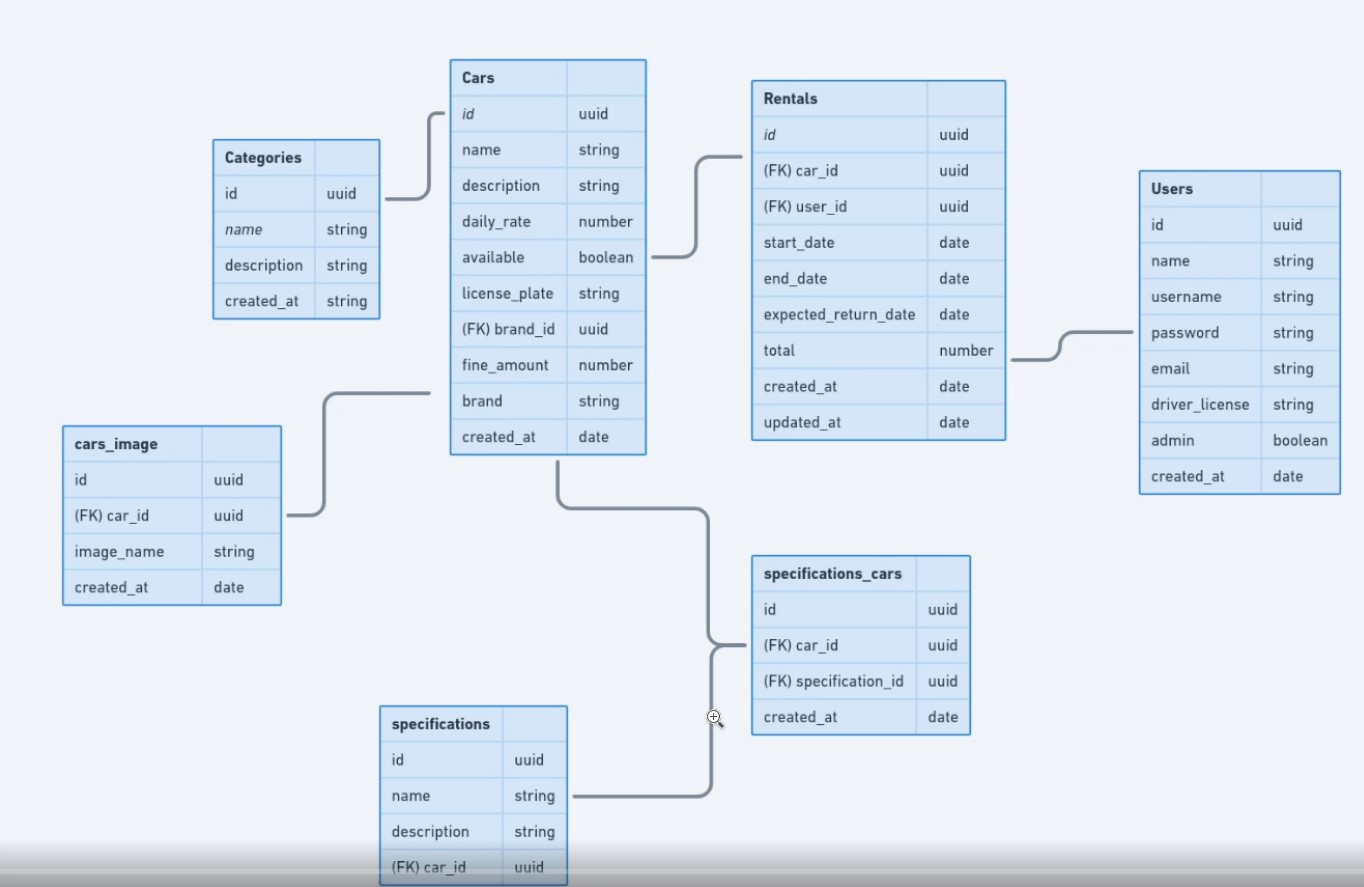 Cars
id uuid
name string
description string
daily_rate number
available boolean
license_plate string
(FK) brand_id uuid
fine_amount number
brand string
created_at date
Rentals
id uuid
(FK) car_id uuid
(FK) user_id uuid
start_date date
end_date date
expected_return_date date
total number
created_at date
updated_at date
Categories
id uuid
name string
description string
created_at string
Users
id uuid
name string
username string
password string
email string
driver_license string
admin boolean
created_at date
cars_image
id uuid
(FK) car_id uuid
image_name string
created_at date
specifications_cars
id uuid
(FK) car_id uuid
(FK) specification_id uuid
created_at date
specifications
id uuid
name string
description string
(FK) car_id uuid